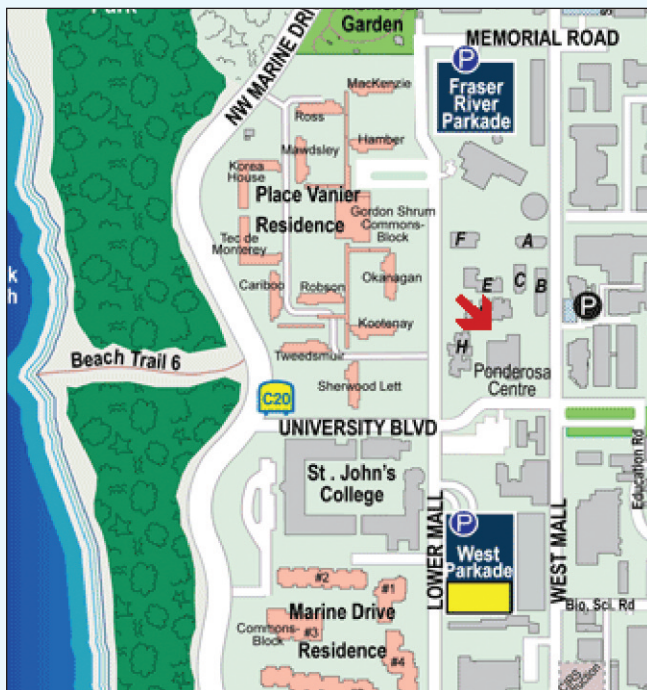 Garden
MEMORIAL ROAD
P
Fraser
River
Parkade
NW MARINE DRI
MacKenzie
Ross
Hamber
Mawdsley
Korea
House
Place Vanier
Residence
Gordon Shrum
Commons-
Block
Tec de
Monterey
Cariboo
Robson
Okanagan
Kootenay
Tweedsmuir
Sherwood Lett
F
A
E
C
B
P
H
Ponderosa
Centre
k
h
Beach Trail 6
C20
UNIVERSITY BLVD
St . John's
College
LOWER MALL
P
West
Parkade
WEST MALL
Education Rd
Bio, Sci. Rd
#2
#1
Marine Drive
Commons-
Block
#3
Residence
#4